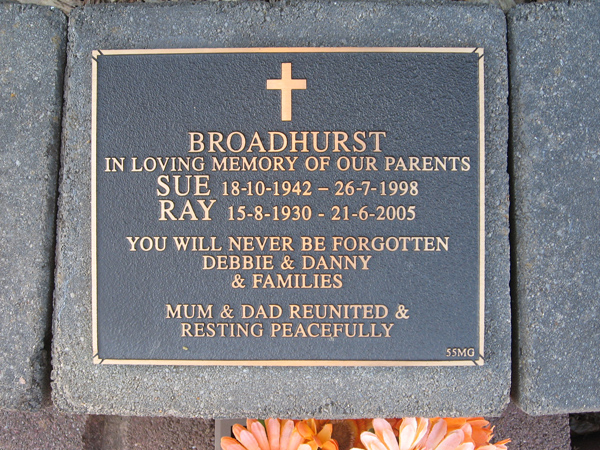 BROADHURST
IN LOVING MEMORY OF OUR PARENTS
SUE 18-10-1942 – 26-7-1998
RAY 15-8-1930 - 21-6-2005
YOU WILL NEVER BE FORGOTTEN
DEBBIE & DANNY
& FAMILIES
MUM & DAD REUNITED &
RESTING PEACEFULLY
55MG